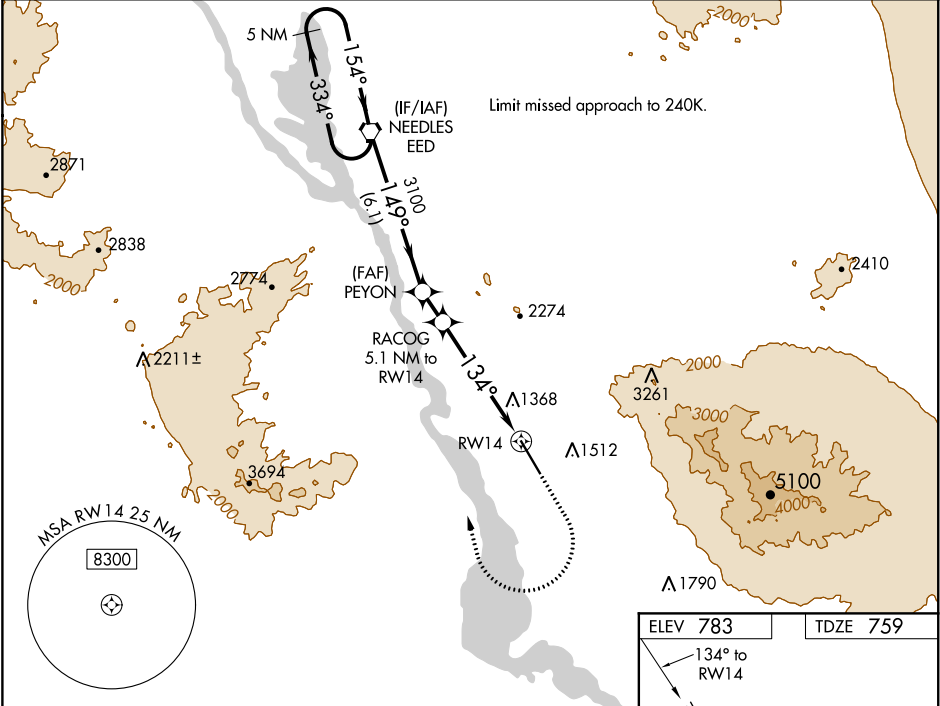 2000
5 NM
154°
334°
(IF/IAF)
NEEDLES
EED
Limit missed approach to 240K.
2871
3100
149°
(6.1)
2838
2000
2774
(FAF)
PEYON
2410
2274
RACOG
5.1 NM to
RW14
2211±
134°
2000
3261
1368
3000
RW14
1512
3694
2000
5100
4000
MSA RW14 25 NM
8300
1790
ELEV 783
TDZE 759
134° to
RW14